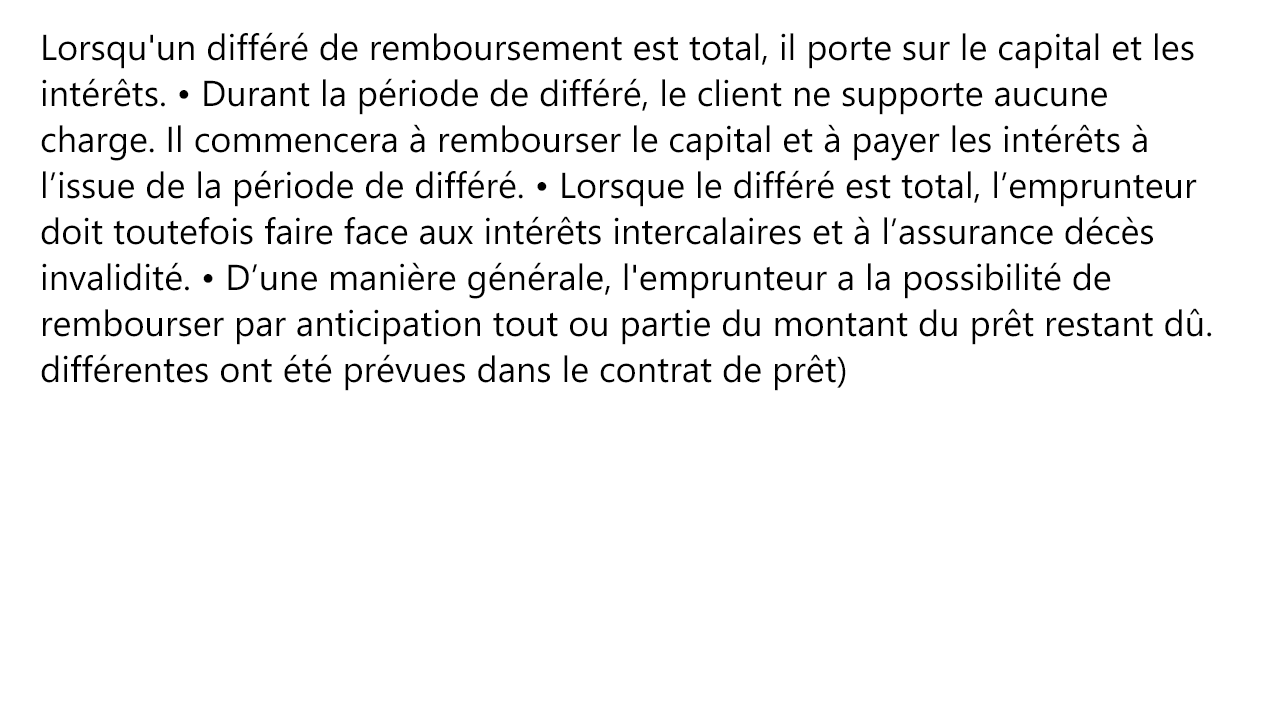 Lorsqu'un différé de remboursement est total, il porte sur le capital et les
intérêts. • Durant la période de différé, le client ne supporte aucune
charge. Il commencera à rembourser le capital et à payer les intérêts à
l’issue de la période de différé. • Lorsque le différé est total, l’emprunteur
doit toutefois faire face aux intérêts intercalaires et à l’assurance décès
invalidité. • D’une manière générale, l'emprunteur a la possibilité de
rembourser par anticipation tout ou partie du montant du prêt restant dû.
différentes ont été prévues dans le contrat de prêt)